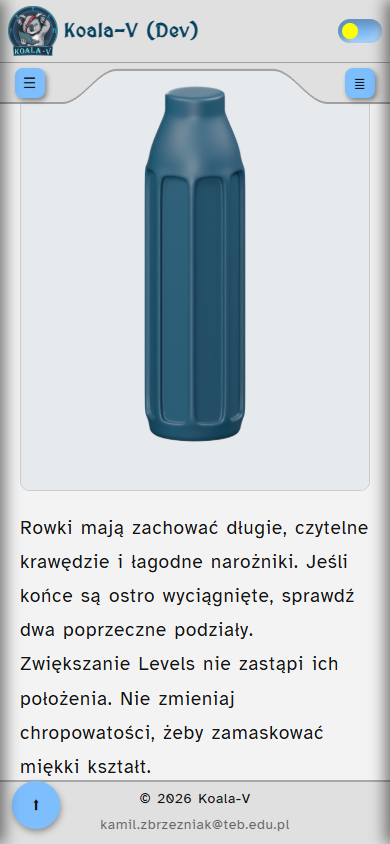 KOALA-V
Koala-V (Dev)
Rowki mają zachować długie, czytelne
krawędzie i łagodne narożniki. Jeśli
końce są ostro wyciągnięte, sprawdź
dwa poprzeczne podziały.
Zwiększanie Levels nie zastąpi ich
położenia. Nie zmieniaj
chropowatości, żeby zamaskować
miękki kształt.
© 2026 Koala-V
kamil.zbrzezniak@teb.edu.pl